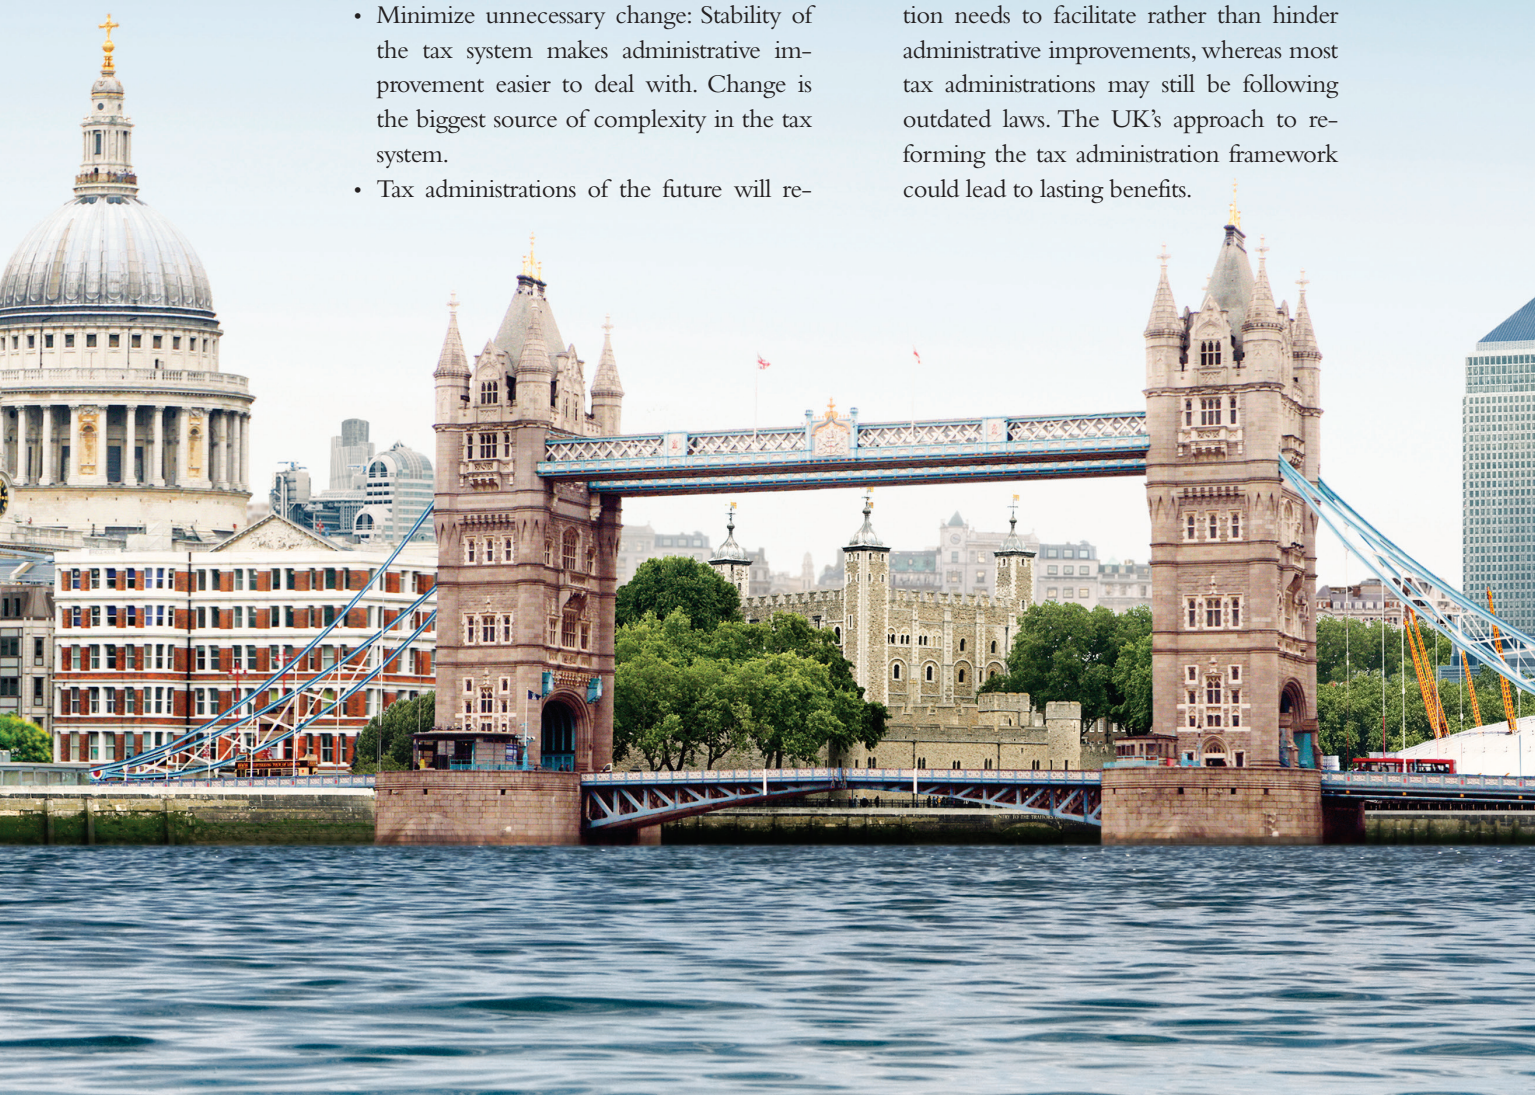 • Minimize unnecessary change: Stability of
the tax system makes administrative im-
provement easier to deal with. Change is
the biggest source of complexity in the tax
system.
• Tax administrations of the future will re-
tion needs to facilitate rather than hinder
administrative improvements, whereas most
tax administrations may still be following
outdated laws. The UK’s approach to re-
forming the tax administration framework
could lead to lasting benefits.